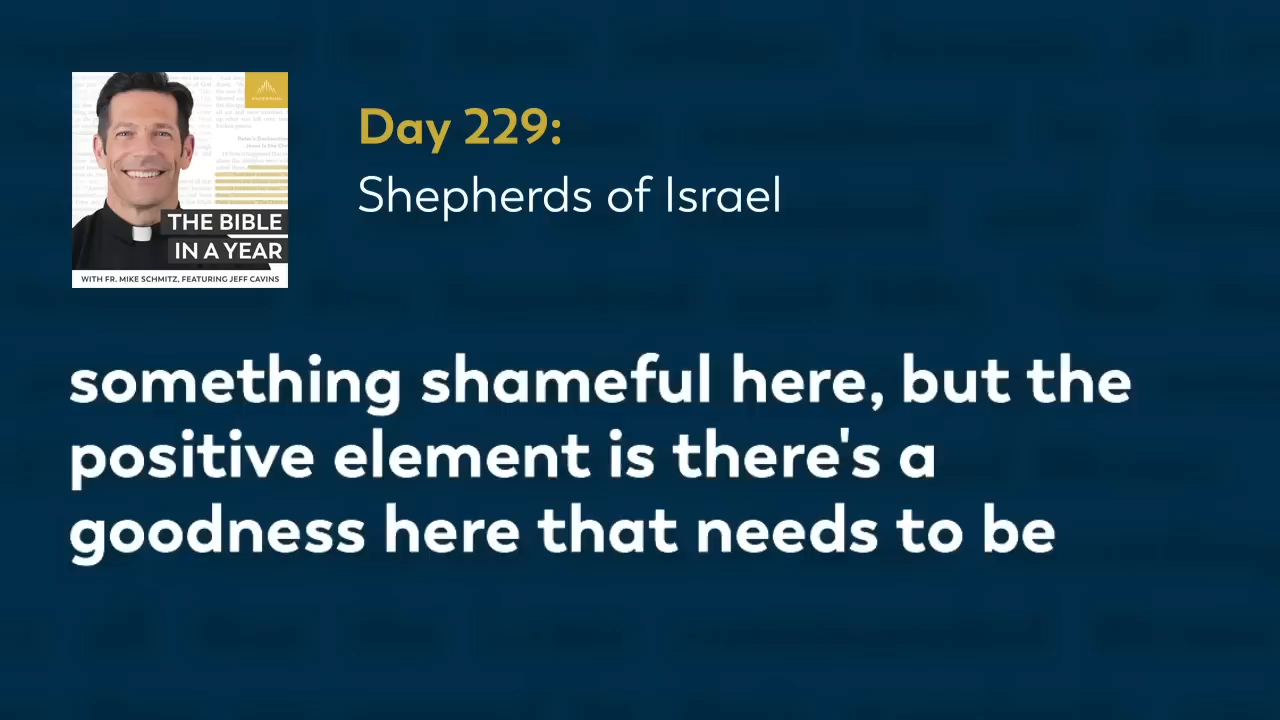 THE BIBLE
IN A YEAR
WITH FR. MIKE SCHMITZ, FEATURING JEFF CAVINS
Day 229:
Shepherds of Israel
something shameful here, but the
positive element is there's a
goodness here that needs to be